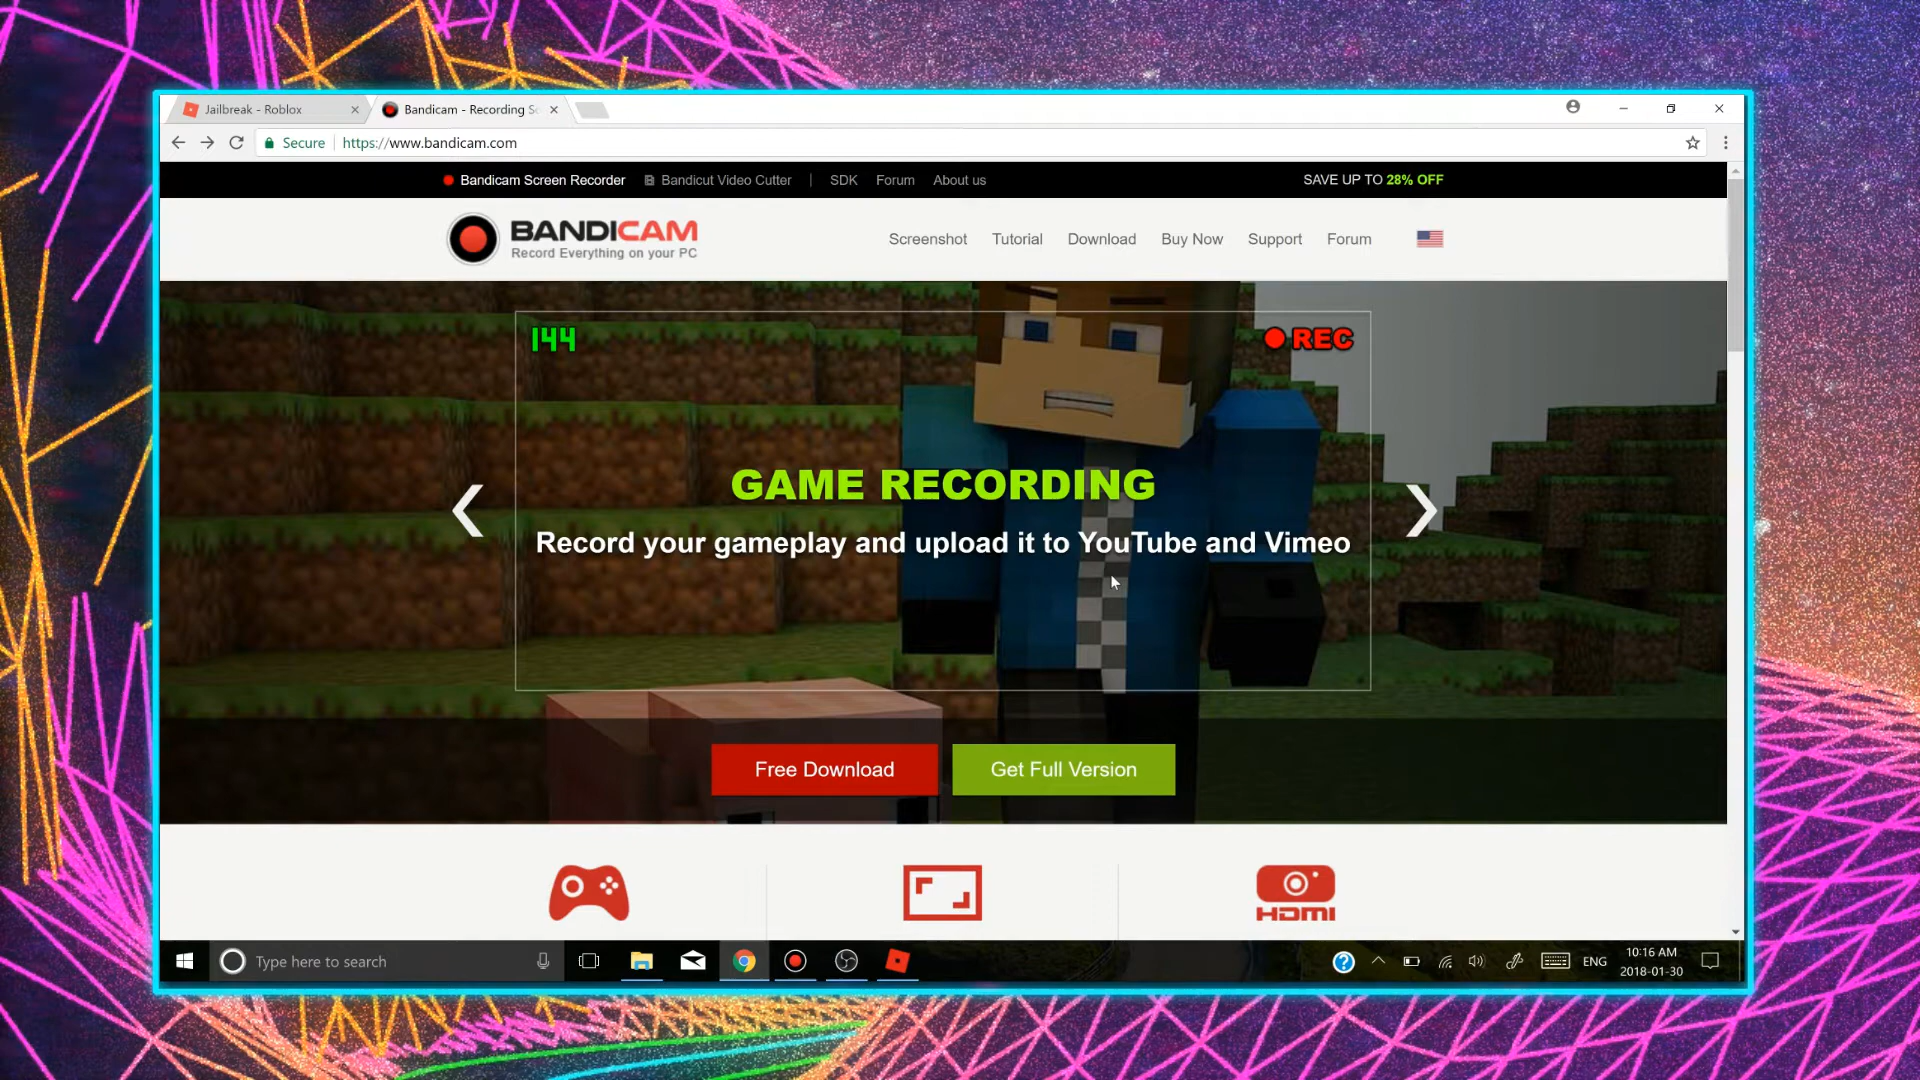 Jailbreak - Roblox
Bandicam - Recording Sc
Secure
https://www.bandicam.com
Bandicam Screen Recorder
Bandicut Video Cutter | SDK Forum About us
SAVE UP TO 28% OFF
BANDICAM
Record Everything on your PC
Screenshot Tutorial Download Buy Now Support Forum
144
REC
GAME RECORDING
Record your gameplay and upload it to YouTube and Vimeo
Free Download
Get Full Version
HDMI
Type here to search
ENG
10:16 AM
2018-01-30